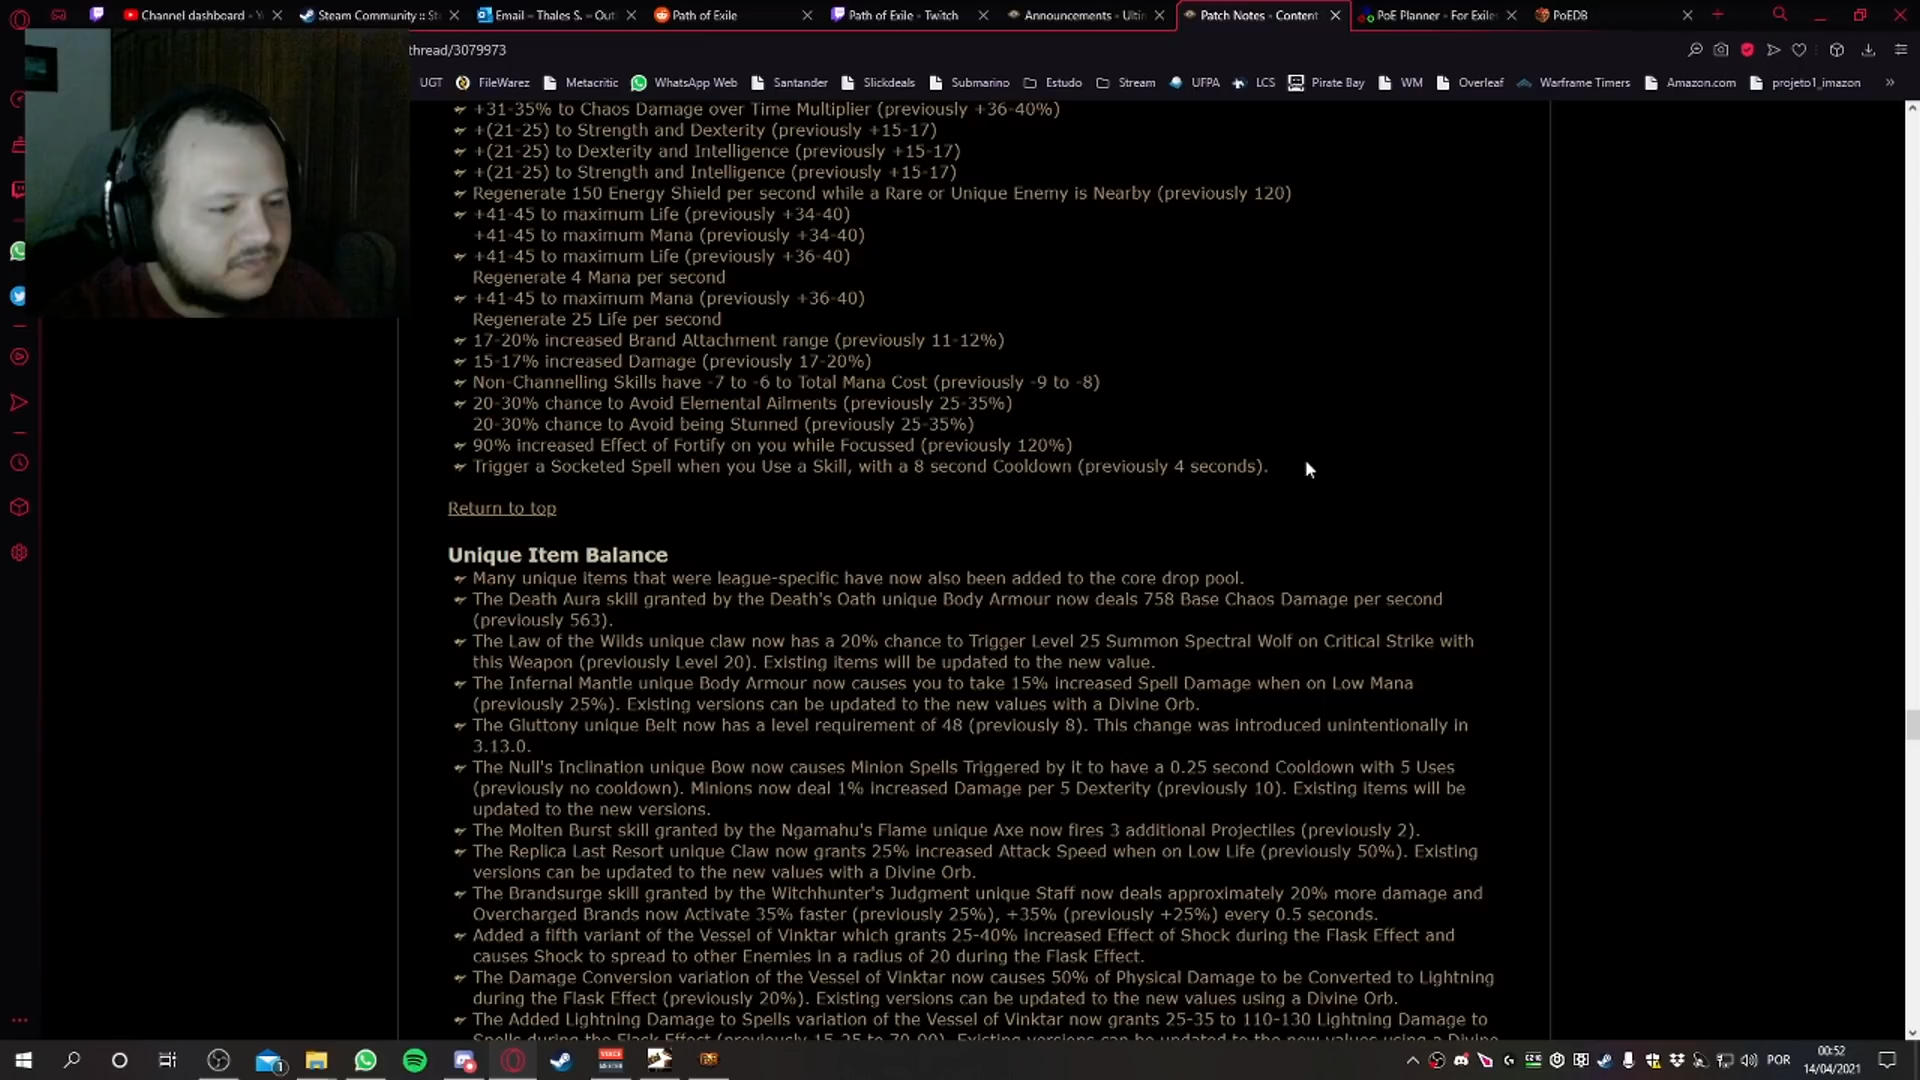 Channel dashboard - Y
Steam Community :: St
Email – Thales S. – Out
Path of Exile
Path of Exile - Twitch
Announcements - Ultir
Patch Notes - Content
PoE Planner - For Exile
PoEDB
thread/3079973
UGT
FileWarez
Metacritic
WhatsApp Web
Santander
Slickdeals
Submarino
Estudo
Stream
UFPA
LCS
Pirate Bay
WM
Overleaf
Warframe Timers
Amazon.com
projeto1_imazon
+31-35% to Chaos Damage over Time Multiplier (previously +36-40%)
+(21-25) to Strength and Dexterity (previously +15-17)
+(21-25) to Dexterity and Intelligence (previously +15-17)
+(21-25) to Strength and Intelligence (previously +15-17)
Regenerate 150 Energy Shield per second while a Rare or Unique Enemy is Nearby (previously 120)
+41-45 to maximum Life (previously +34-40)
+41-45 to maximum Mana (previously +34-40)
+41-45 to maximum Life (previously +36-40)
Regenerate 4 Mana per second
+41-45 to maximum Mana (previously +36-40)
Regenerate 25 Life per second
17-20% increased Brand Attachment range (previously 11-12%)
15-17% increased Damage (previously 17-20%)
Non-Channelling Skills have -7 to -6 to Total Mana Cost (previously -9 to -8)
20-30% chance to Avoid Elemental Ailments (previously 25-35%)
20-30% chance to Avoid being Stunned (previously 25-35%)
90% increased Effect of Fortify on you while Focussed (previously 120%)
Trigger a Socketed Spell when you Use a Skill, with a 8 second Cooldown (previously 4 seconds).
Return to top
Unique Item Balance
Many unique items that were league-specific have now also been added to the core drop pool.
The Death Aura skill granted by the Death's Oath unique Body Armour now deals 758 Base Chaos Damage per second
(previously 563).
The Law of the Wilds unique claw now has a 20% chance to Trigger Level 25 Summon Spectral Wolf on Critical Strike with
this Weapon (previously Level 20). Existing items will be updated to the new value.
The Infernal Mantle unique Body Armour now causes you to take 15% increased Spell Damage when on Low Mana
(previously 25%). Existing versions can be updated to the new values with a Divine Orb.
The Gluttony unique Belt now has a level requirement of 48 (previously 8). This change was introduced unintentionally in
3.13.0.
The Null's Inclination unique Bow now causes Minion Spells Triggered by it to have a 0.25 second Cooldown with 5 Uses
(previously no cooldown). Minions now deal 1% increased Damage per 5 Dexterity (previously 10). Existing items will be
updated to the new versions.
The Molten Burst skill granted by the Ngamahu's Flame unique Axe now fires 3 additional Projectiles (previously 2).
The Replica Last Resort unique Claw now grants 25% increased Attack Speed when on Low Life (previously 50%). Existing
versions can be updated to the new values with a Divine Orb.
The Brandsurge skill granted by the Witchhunter's Judgment unique Staff now deals approximately 20% more damage and
Overcharged Brands now Activate 35% faster (previously 25%), +35% (previously +25%) every 0.5 seconds.
Added a fifth variant of the Vessel of Vinktar which grants 25-40% increased Effect of Shock during the Flask Effect and
causes Shock to spread to other Enemies in a radius of 20 during the Flask Effect.
The Damage Conversion variation of the Vessel of Vinktar now causes 50% of Physical Damage to be Converted to Lightning
during the Flask Effect (previously 20%). Existing versions can be updated to the new values using a Divine Orb.
The Added Lightning Damage to Spells variation of the Vessel of Vinktar now grants 25-35 to 110-130 Lightning Damage to
Spells during the Flask Effect (previously 15-25 to 70-90). Existing versions can be updated to the new values using a Divine
POR
00:52
14/04/2021